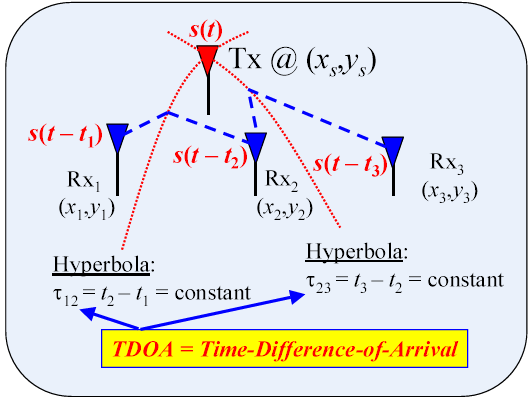 s(t)
Tx @ (xs,ys)
s(t – t1)
s(t – t2)
s(t – t3)
Rx1
(x1,y1)
Rx2
(x2,y2)
Rx3
(x3,y3)
Hyperbola:
τ12 = t2 – t1 = constant
Hyperbola:
τ23 = t3 – t2 = constant
TDOA = Time-Difference-of-Arrival